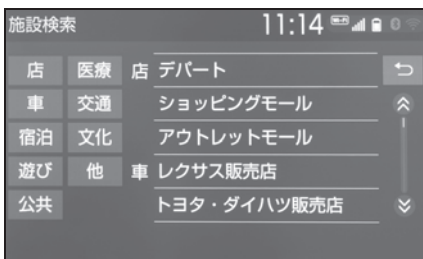 施設検索 11:14 Wi-Fi 0
店 医療 店 デパート
車 交通 ショッピングモール
宿泊 文化 アウトレットモール
遊び 他 車 レクサス販売店
公共 トヨタ・ダイハツ販売店